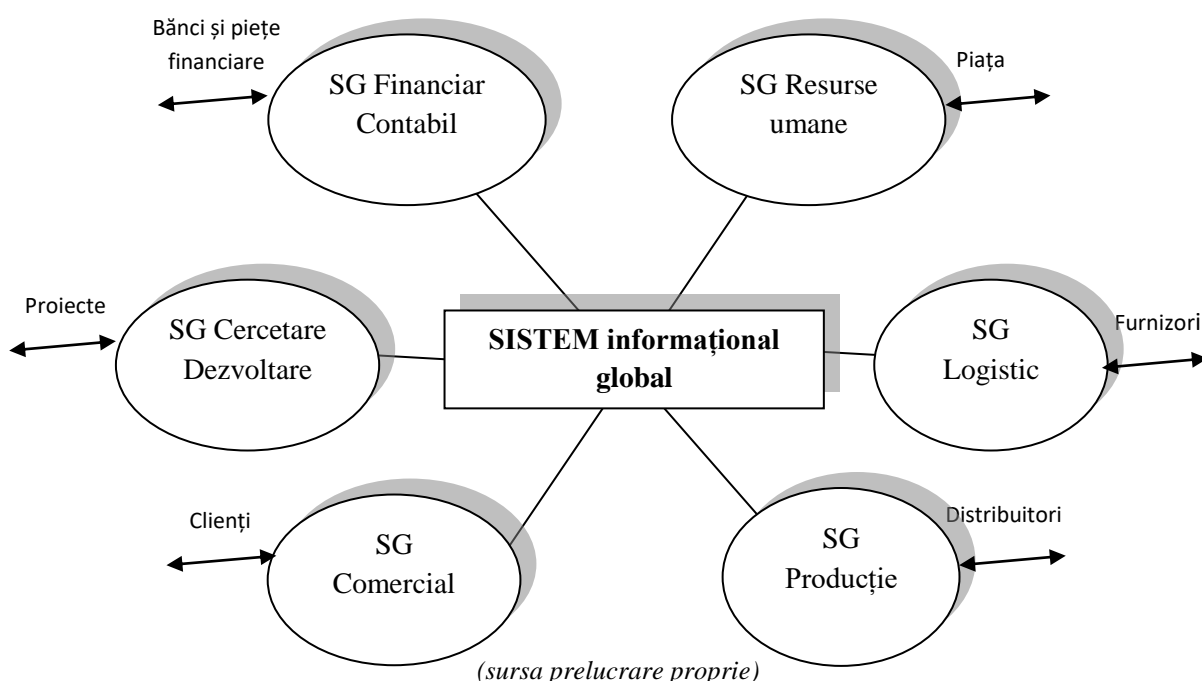 Bănci și piețe
financiare
SG Financiar
Contabil
SG Resurse
umane
Piața
Proiecte
SG Cercetare
Dezvoltare
SISTEM informațional
global
SG
Logistic
Furnizori
Clienți
SG
Comercial
SG
Producție
Distribuitori
(sursa prelucrare proprie)